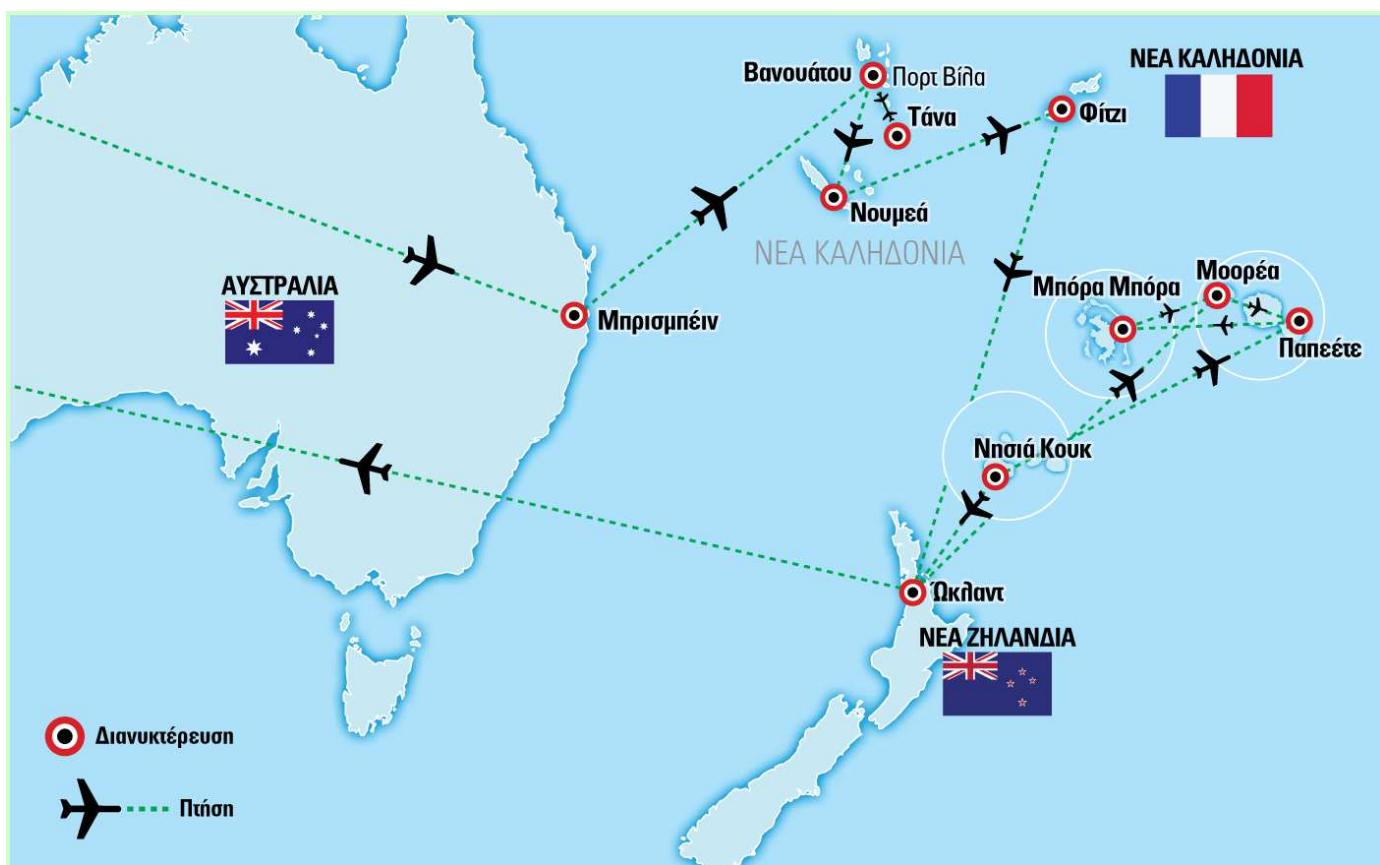 Βανουάτου
Πορτ Βίλα
ΝΕΑ ΚΑΛΗΔΟΝΙΑ
Τάνα
Φίτζι
Νουμεά
ΝΕΑ ΚΑΛΗΔΟΝΙΑ
ΑΥΣΤΡΑΛΙΑ
Μπρισμπέιν
Μπόρα Μπόρα
Μοορέα
Παπεέτε
Νησιά Κουκ
Ώκλαντ
ΝΕΑ ΖΗΛΑΝΔΙΑ
Διανυκτέρευση
Πτήση